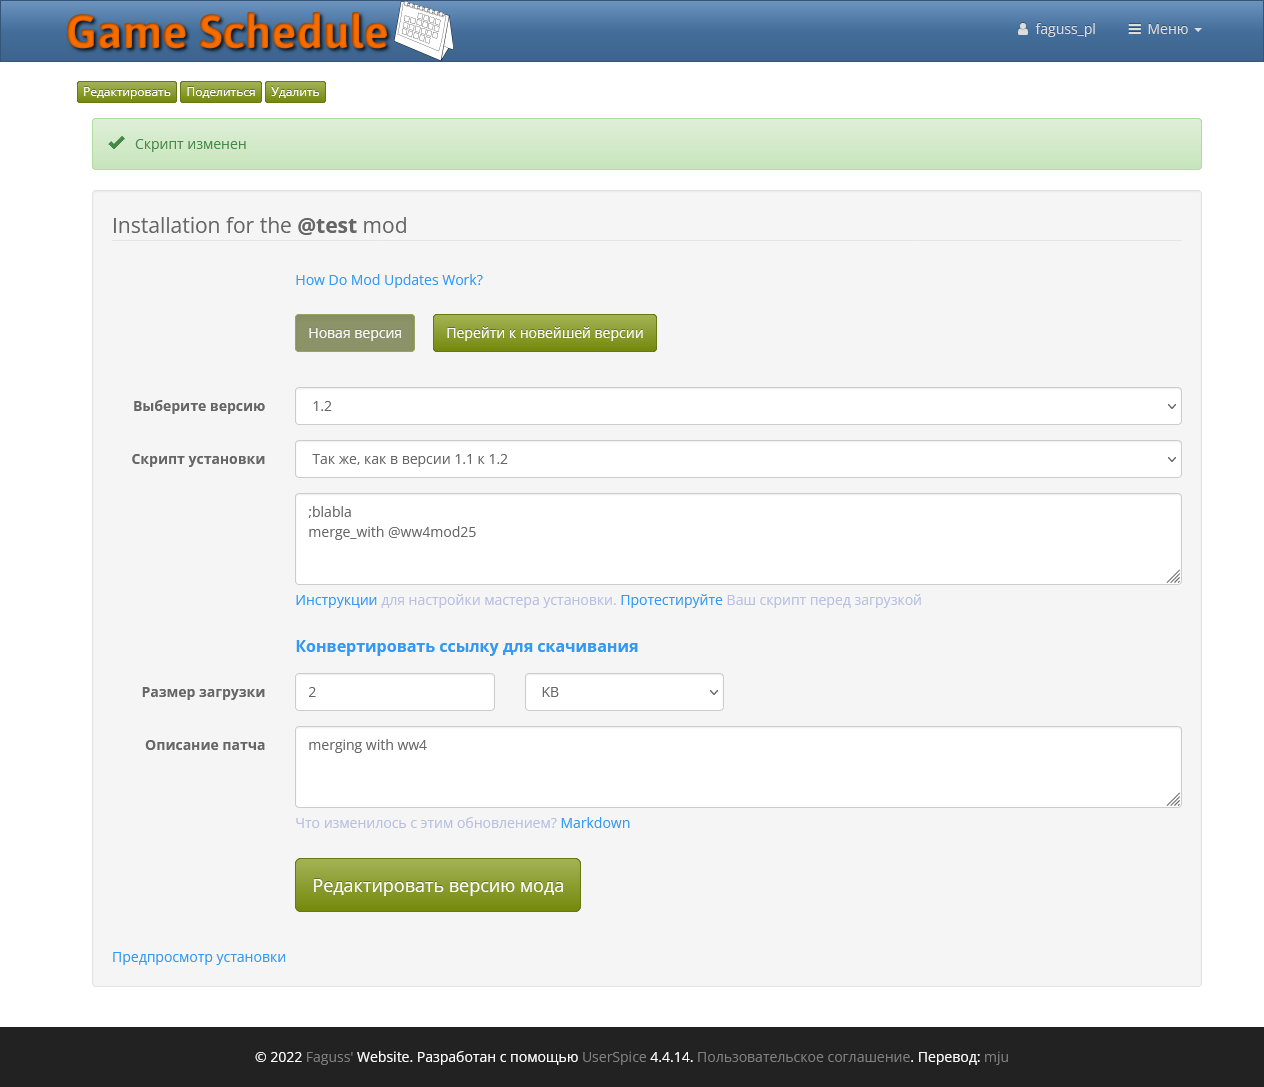 Game Schedule
faguss_pl
Меню
Редактировать Поделиться Удалить
Скрипт изменен
Installation for the @test mod
How Do Mod Updates Work?
Новая версия Перейти к новейшей версии
Выберите версию 1.2
Скрипт установки Так же, как в версии 1.1 к 1.2
;blabla
merge_with @ww4mod25
Инструкции для настройки мастера установки. Протестируйте Ваш скрипт перед загрузкой
Конвертировать ссылку для скачивания
Размер загрузки 2 KB
Описание патча merging with ww4
Что изменилось с этим обновлением? Markdown
Редактировать версию мода
Предпросмотр установки
© 2022 Faguss' Website. Разработан с помощью UserSpice 4.4.14. Пользовательское соглашение. Перевод: mju